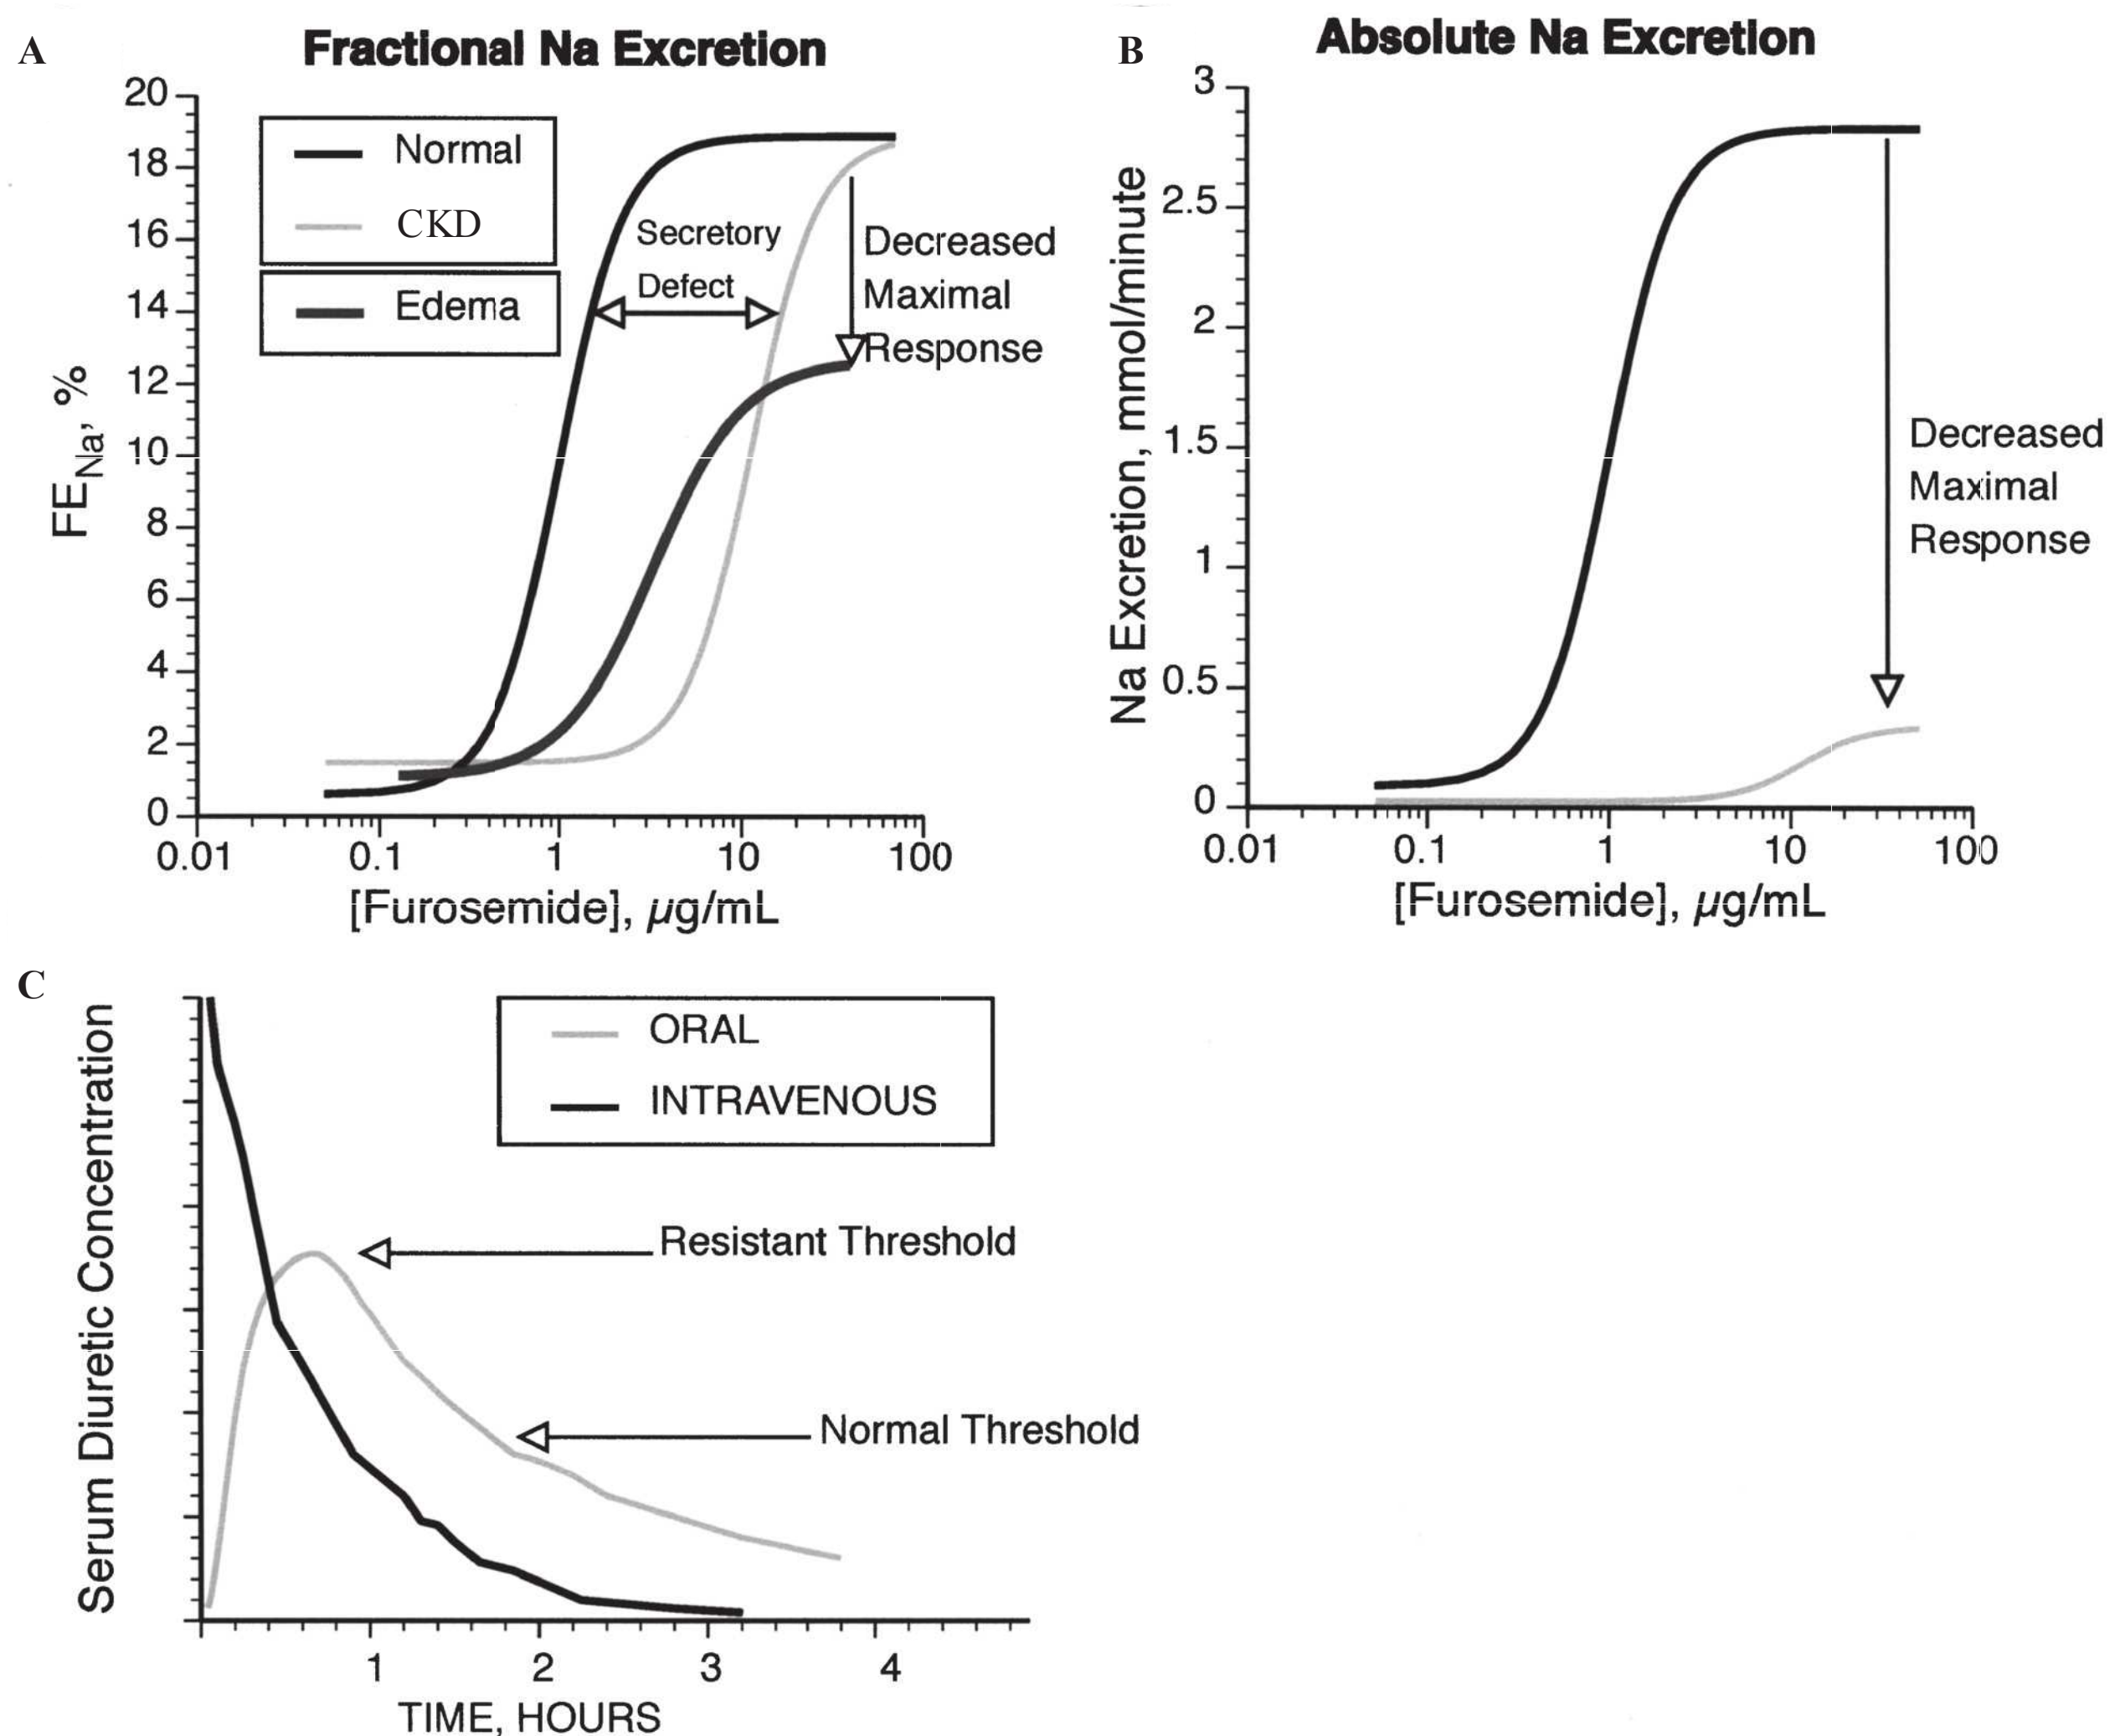 A
Fractional Na Excretion
20
18
16
14
12
10
8
6
4
2
0
FENa, %
Normal
CKD
Edema
Secretory
Defect
Decreased
Maximal
Response
0.01
0.1
1
10
100
[Furosemide], µg/mL
B
Absolute Na Excretion
3
2.5
2
1.5
1
0.5
0
Na Excretion, mmol/minute
Decreased
Maximal
Response
0.01
0.1
1
10
100
[Furosemide], µg/mL
C
Serum Diuretic Concentration
ORAL
INTRAVENOUS
Resistant Threshold
Normal Threshold
1
2
3
4
TIME, HOURS